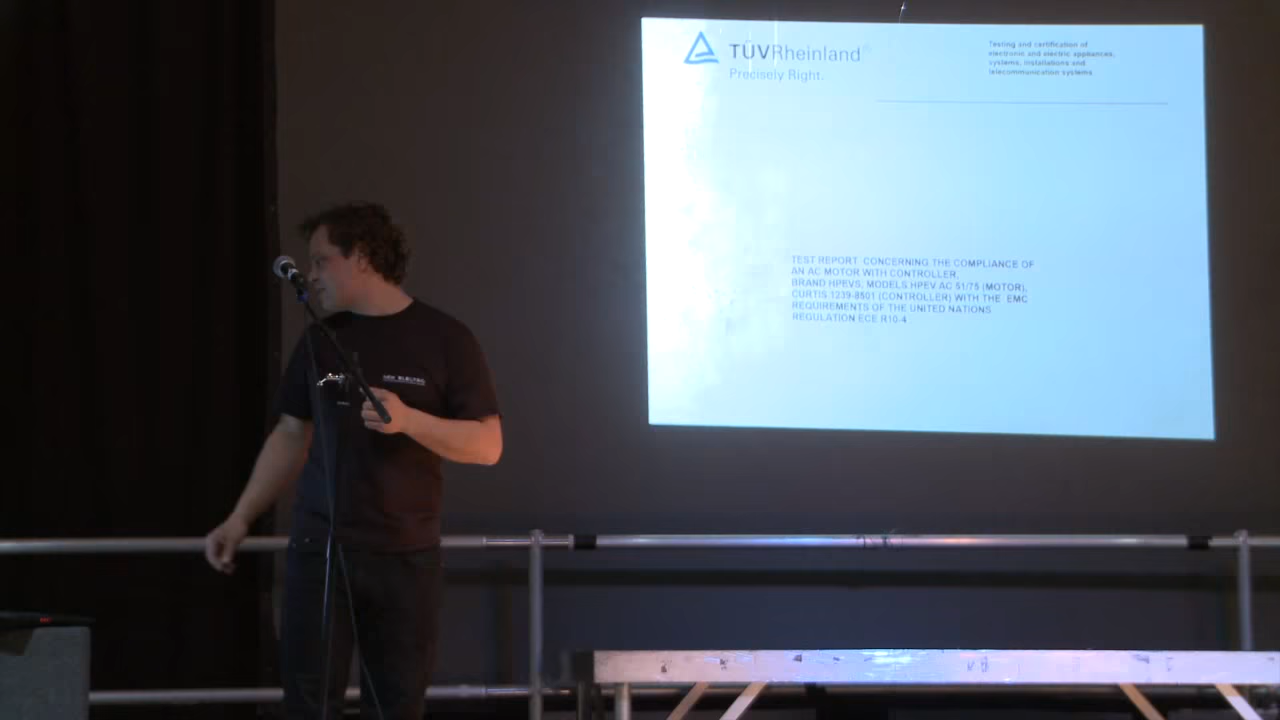 TÜVRheinland®
Precisely Right.
Testing and certification of
electronic and electric appliances,
systems, installations and
telecommunication systems
TEST REPORT CONCERNING THE COMPLIANCE OF
AN AC MOTOR WITH CONTROLLER,
BRAND HPEVS, MODELS HPEV AC 51/75 (MOTOR),
CURTIS 1239-8501 (CONTROLLER) WITH THE EMC
REQUIREMENTS OF THE UNITED NATIONS
REGULATION ECE R10-4